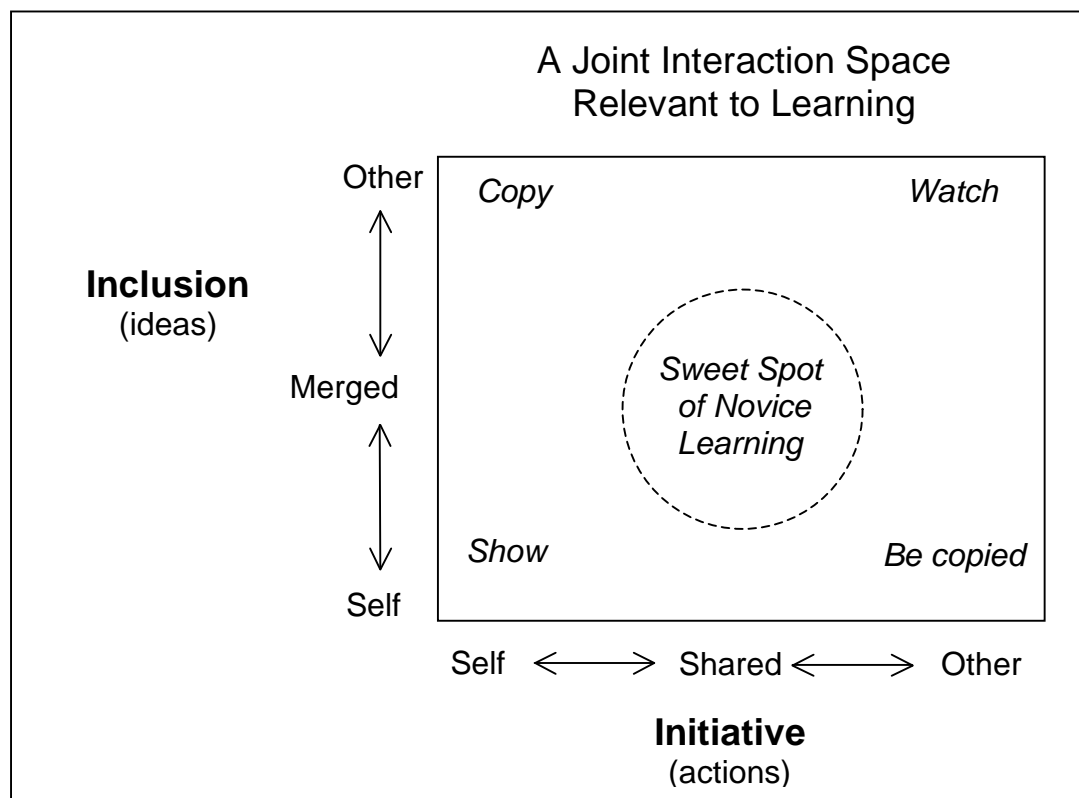 A Joint Interaction Space
Relevant to Learning
Other
Copy
Watch
Inclusion
(ideas)
Merged
Sweet Spot
of Novice
Learning
Show
Be copied
Self
Self
Shared
Other
Initiative
(actions)